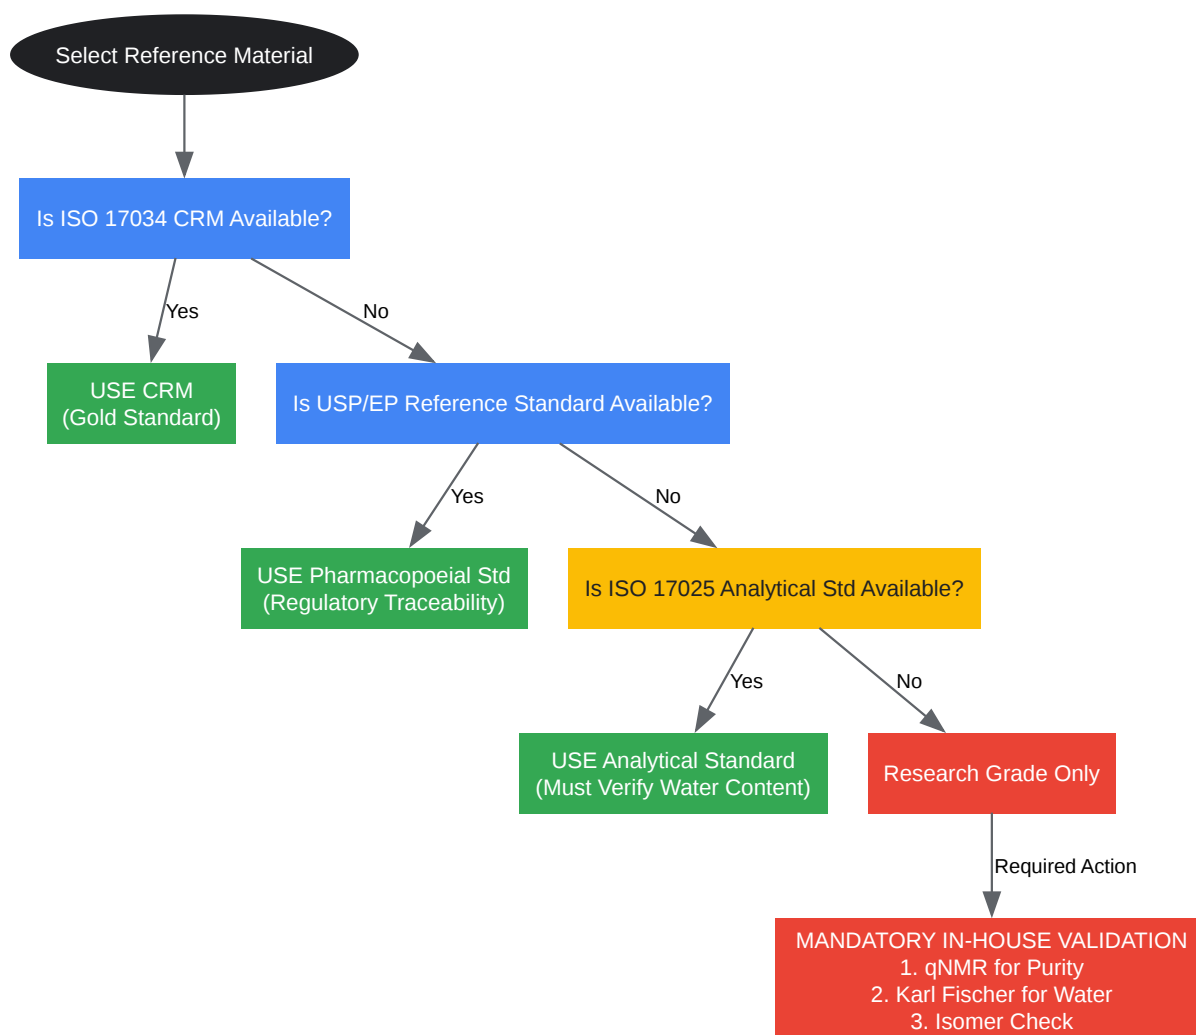 Select Reference Material
Is ISO 17034 CRM Available?
Yes
No
USE CRM
(Gold Standard)
Is USP/EP Reference Standard Available?
Yes
No
USE Pharmacopoeial Std
(Regulatory Traceability)
Is ISO 17025 Analytical Std Available?
Yes
No
USE Analytical Standard
(Must Verify Water Content)
Research Grade Only
Required Action
MANDATORY IN-HOUSE VALIDATION
1. qNMR for Purity
2. Karl Fischer for Water
3. Isomer Check